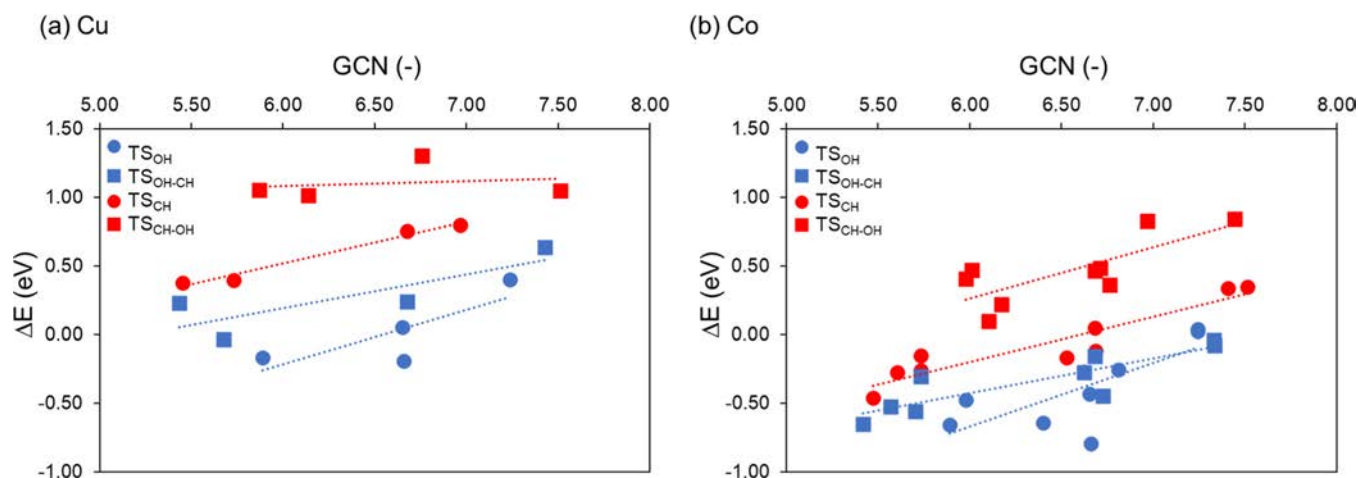 (a) Cu
GCN (-)
5.00 5.50 6.00 6.50 7.00 7.50 8.00
1.50
1.00
0.50
0.00
-0.50
-1.00
ΔE (eV)
TSOH
TSOH-CH
TSCH
TSCH-OH
(b) Co
GCN (-)
5.00 5.50 6.00 6.50 7.00 7.50 8.00
1.50
1.00
0.50
0.00
-0.50
-1.00
ΔE (eV)
TSOH
TSOH-CH
TSCH
TSCH-OH